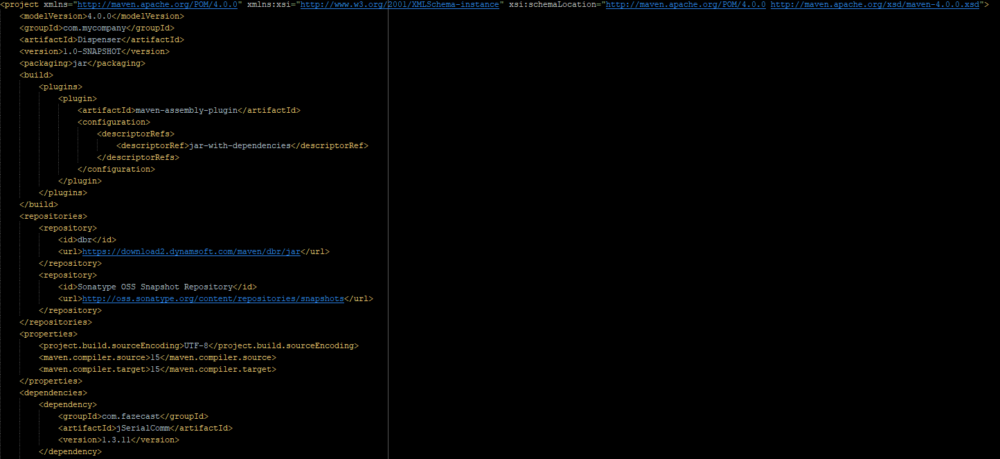 <project xmlns="http://maven.apache.org/POM/4.0.0" xmlns:xsi="http://www.w3.org/2001/XMLSchema-instance" xsi:schemaLocation="http://maven.apache.org/POM/4.0.0 http://maven.apache.org/xsd/maven-4.0.0.xsd">
<modelVersion>4.0.0</modelVersion>
<groupId>com.mycompany</groupId>
<artifactId>Dispenser</artifactId>
<version>1.0-SNAPSHOT</version>
<packaging>jar</packaging>
<build>
<plugins>
<plugin>
<artifactId>maven-assembly-plugin</artifactId>
<configuration>
<descriptorRefs>
<descriptorRef>jar-with-dependencies</descriptorRef>
</descriptorRefs>
</configuration>
</plugin>
</plugins>
</build>
<repositories>
<repository>
<id>dbr</id>
<url>https://download2.dynamsoft.com/maven/dbr/jar</url>
</repository>
<repository>
<id>Sonatype OSS Snapshot Repository</id>
<url>http://oss.sonatype.org/content/repositories/snapshots</url>
</repository>
</repositories>
<properties>
<project.build.sourceEncoding>UTF-8</project.build.sourceEncoding>
<maven.compiler.source>15</maven.compiler.source>
<maven.compiler.target>15</maven.compiler.target>
</properties>
<dependencies>
<dependency>
<groupId>com.fazecast</groupId>
<artifactId>jSerialComm</artifactId>
<version>1.3.11</version>
</dependency>